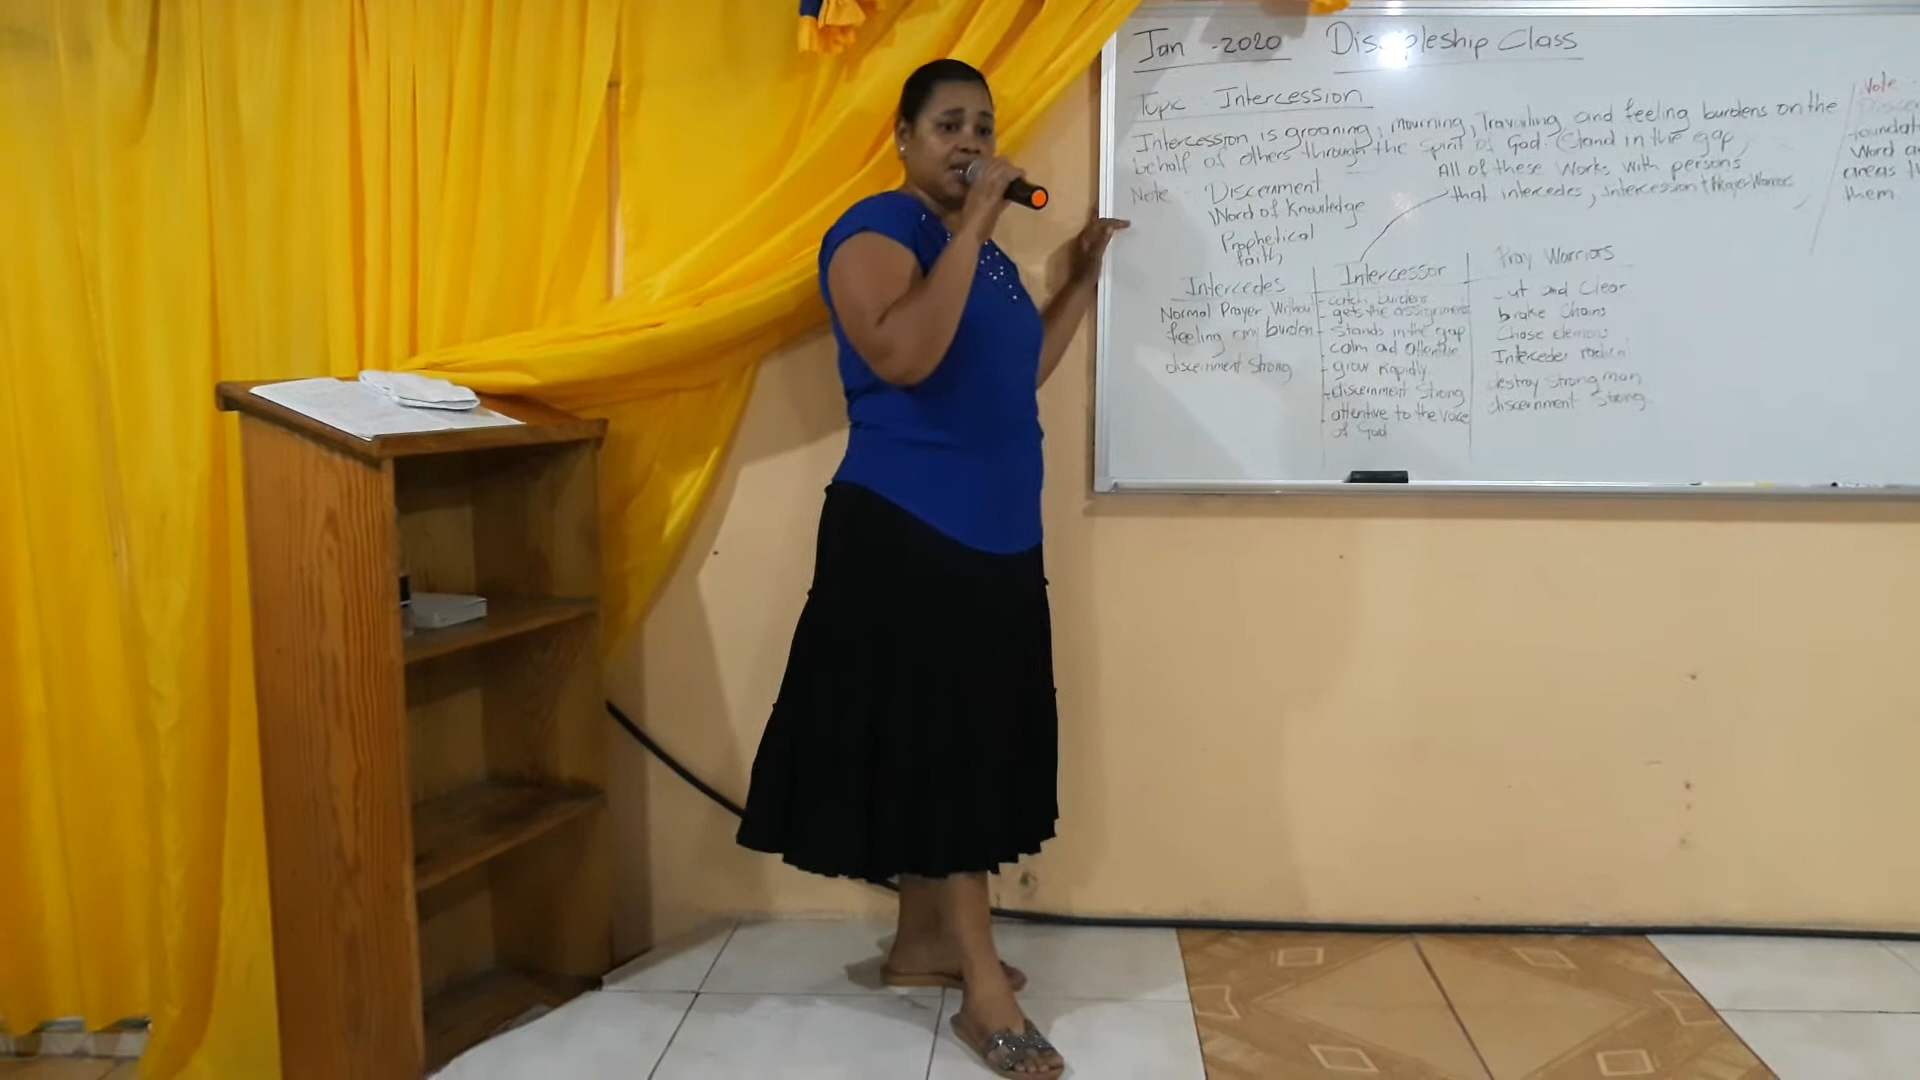 Jan - 2020 Discipleship Class
Topic: Intercession
Intercession is groaning, mourning, Travailing and feeling burdens on the
behalf of others through the spirit of God. (Stand in the gap)
All of these works with persons
that intercedes, intercession + Prayer Warrior
Note - Discernment
Word of Knowledge
Prophetical
faith
Intercedes
Normal Prayer Without
feeling any burden
discernment strong
Intercessor
- catch burdens
- gets the assignment
- stands in the gap
calm ad attentive
- grow rapidly
- discernment strong
- attentive to the voice
of God
Pray Warriors
Cut and Clear
brake Chains
Chase demons
Intercedes radical
destroy strong man
discernment strong
Note
Word
areas
them.